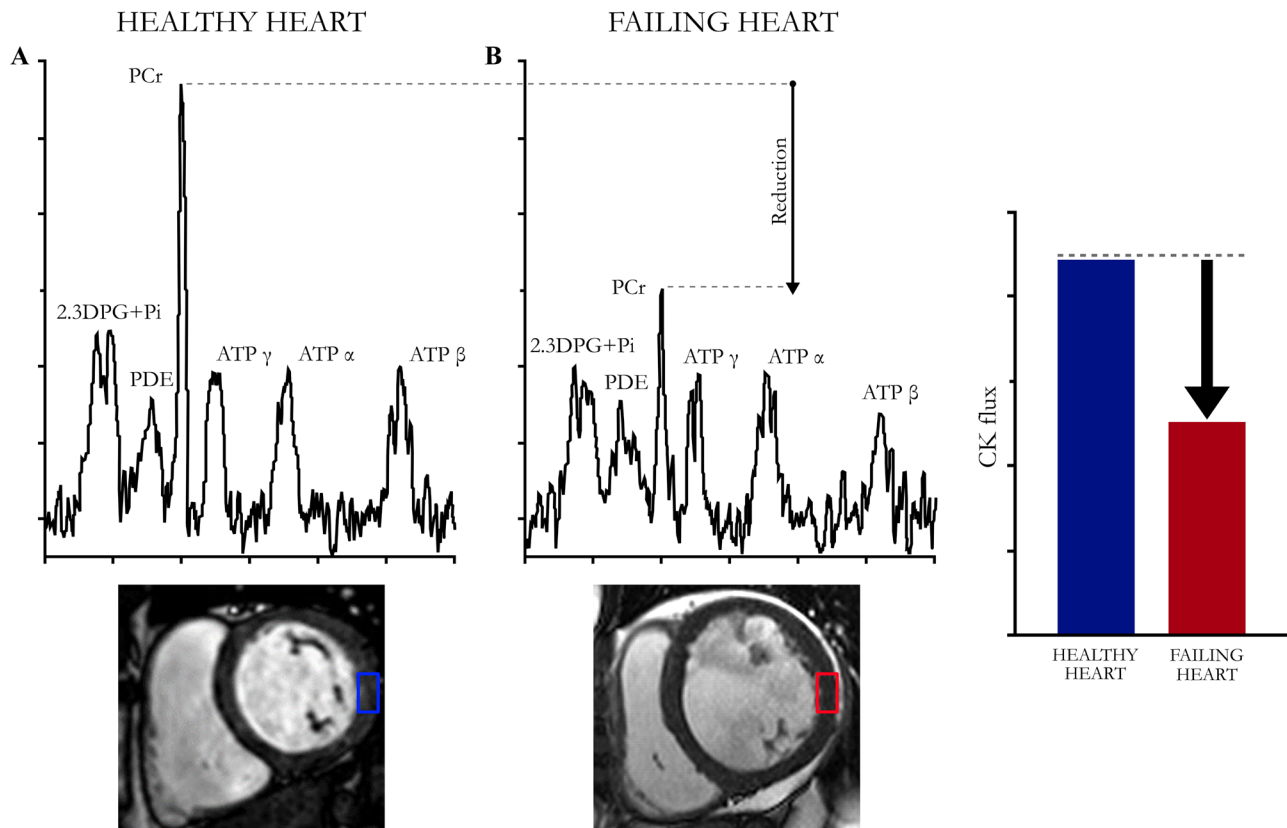 HEALTHY HEART
FAILING HEART
A
B
PCr
Reduction
PCr
2.3DPG+Pi
PDE
ATP γ
ATP α
ATP β
2.3DPG+Pi
PDE
ATP γ
ATP α
ATP β
CK flux
HEALTHY
HEART
FAILING
HEART